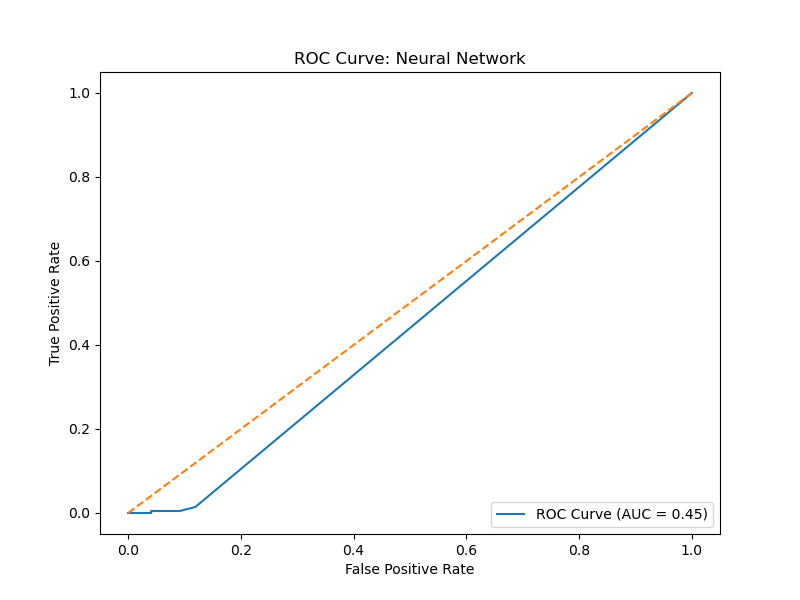 ROC Curve: Neural Network
1.0
0.8
0.6
0.4
0.2
0.0
True Positive Rate
ROC Curve (AUC = 0.45)
0.0 0.2 0.4 0.6 0.8 1.0
False Positive Rate